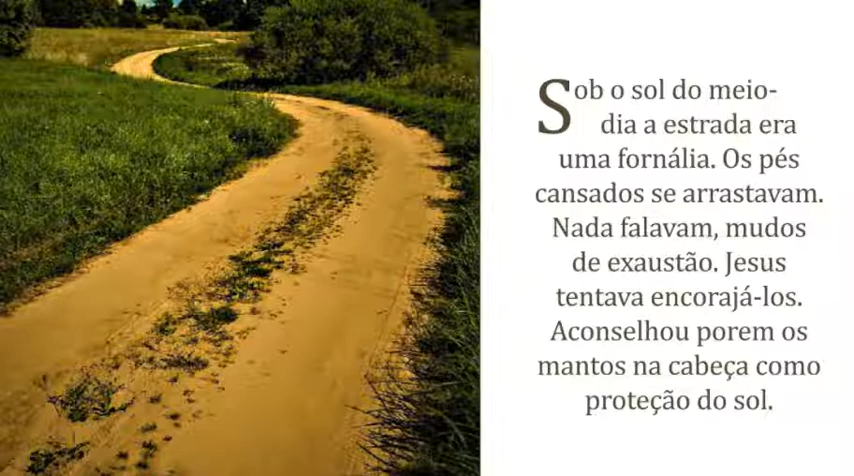 Sob o sol do meio-
dia a estrada era
uma fornália. Os pés
cansados se arrastavam.
Nada falavam, mudos
de exaustão. Jesus
tentava encorajá-los.
Aconselhou porem os
mantos na cabeça como
proteção do sol.